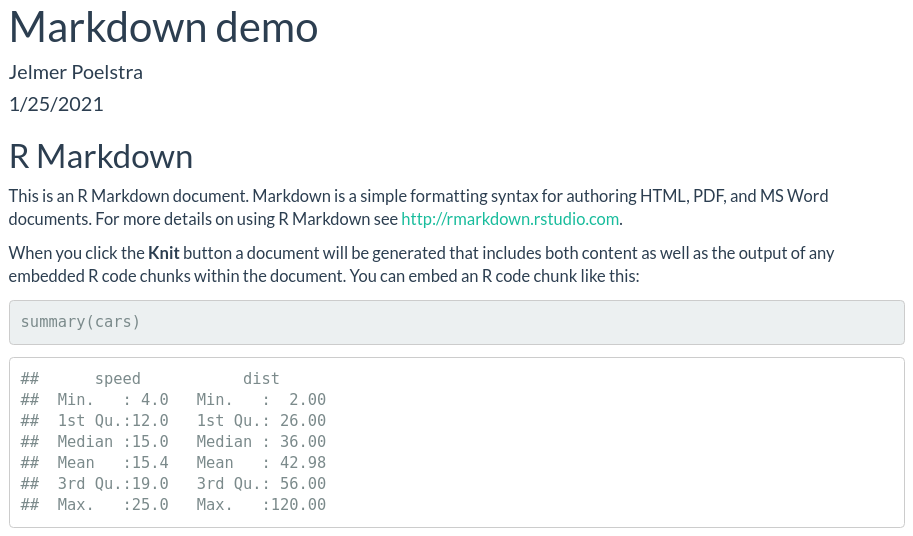 Markdown demo
Jelmer Poelstra
1/25/2021
R Markdown
This is an R Markdown document. Markdown is a simple formatting syntax for authoring HTML, PDF, and MS Word
documents. For more details on using R Markdown see http://rmarkdown.rstudio.com.
When you click the Knit button a document will be generated that includes both content as well as the output of any
embedded R code chunks within the document. You can embed an R code chunk like this:
summary(cars)
##      speed           dist
##  Min.   : 4.0   Min.   :  2.00
##  1st Qu.:12.0   1st Qu.: 26.00
##  Median :15.0   Median : 36.00
##  Mean   :15.4   Mean   : 42.98
##  3rd Qu.:19.0   3rd Qu.: 56.00
##  Max.   :25.0   Max.   :120.00